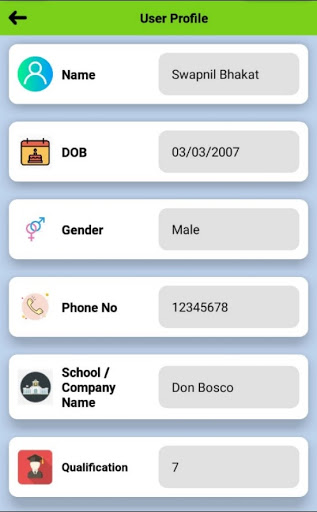 User Profile
Name
Swapnil Bhakat
DOB
03/03/2007
Gender
Male
Phone No
12345678
School /
Company
Name
Don Bosco
Qualification
7